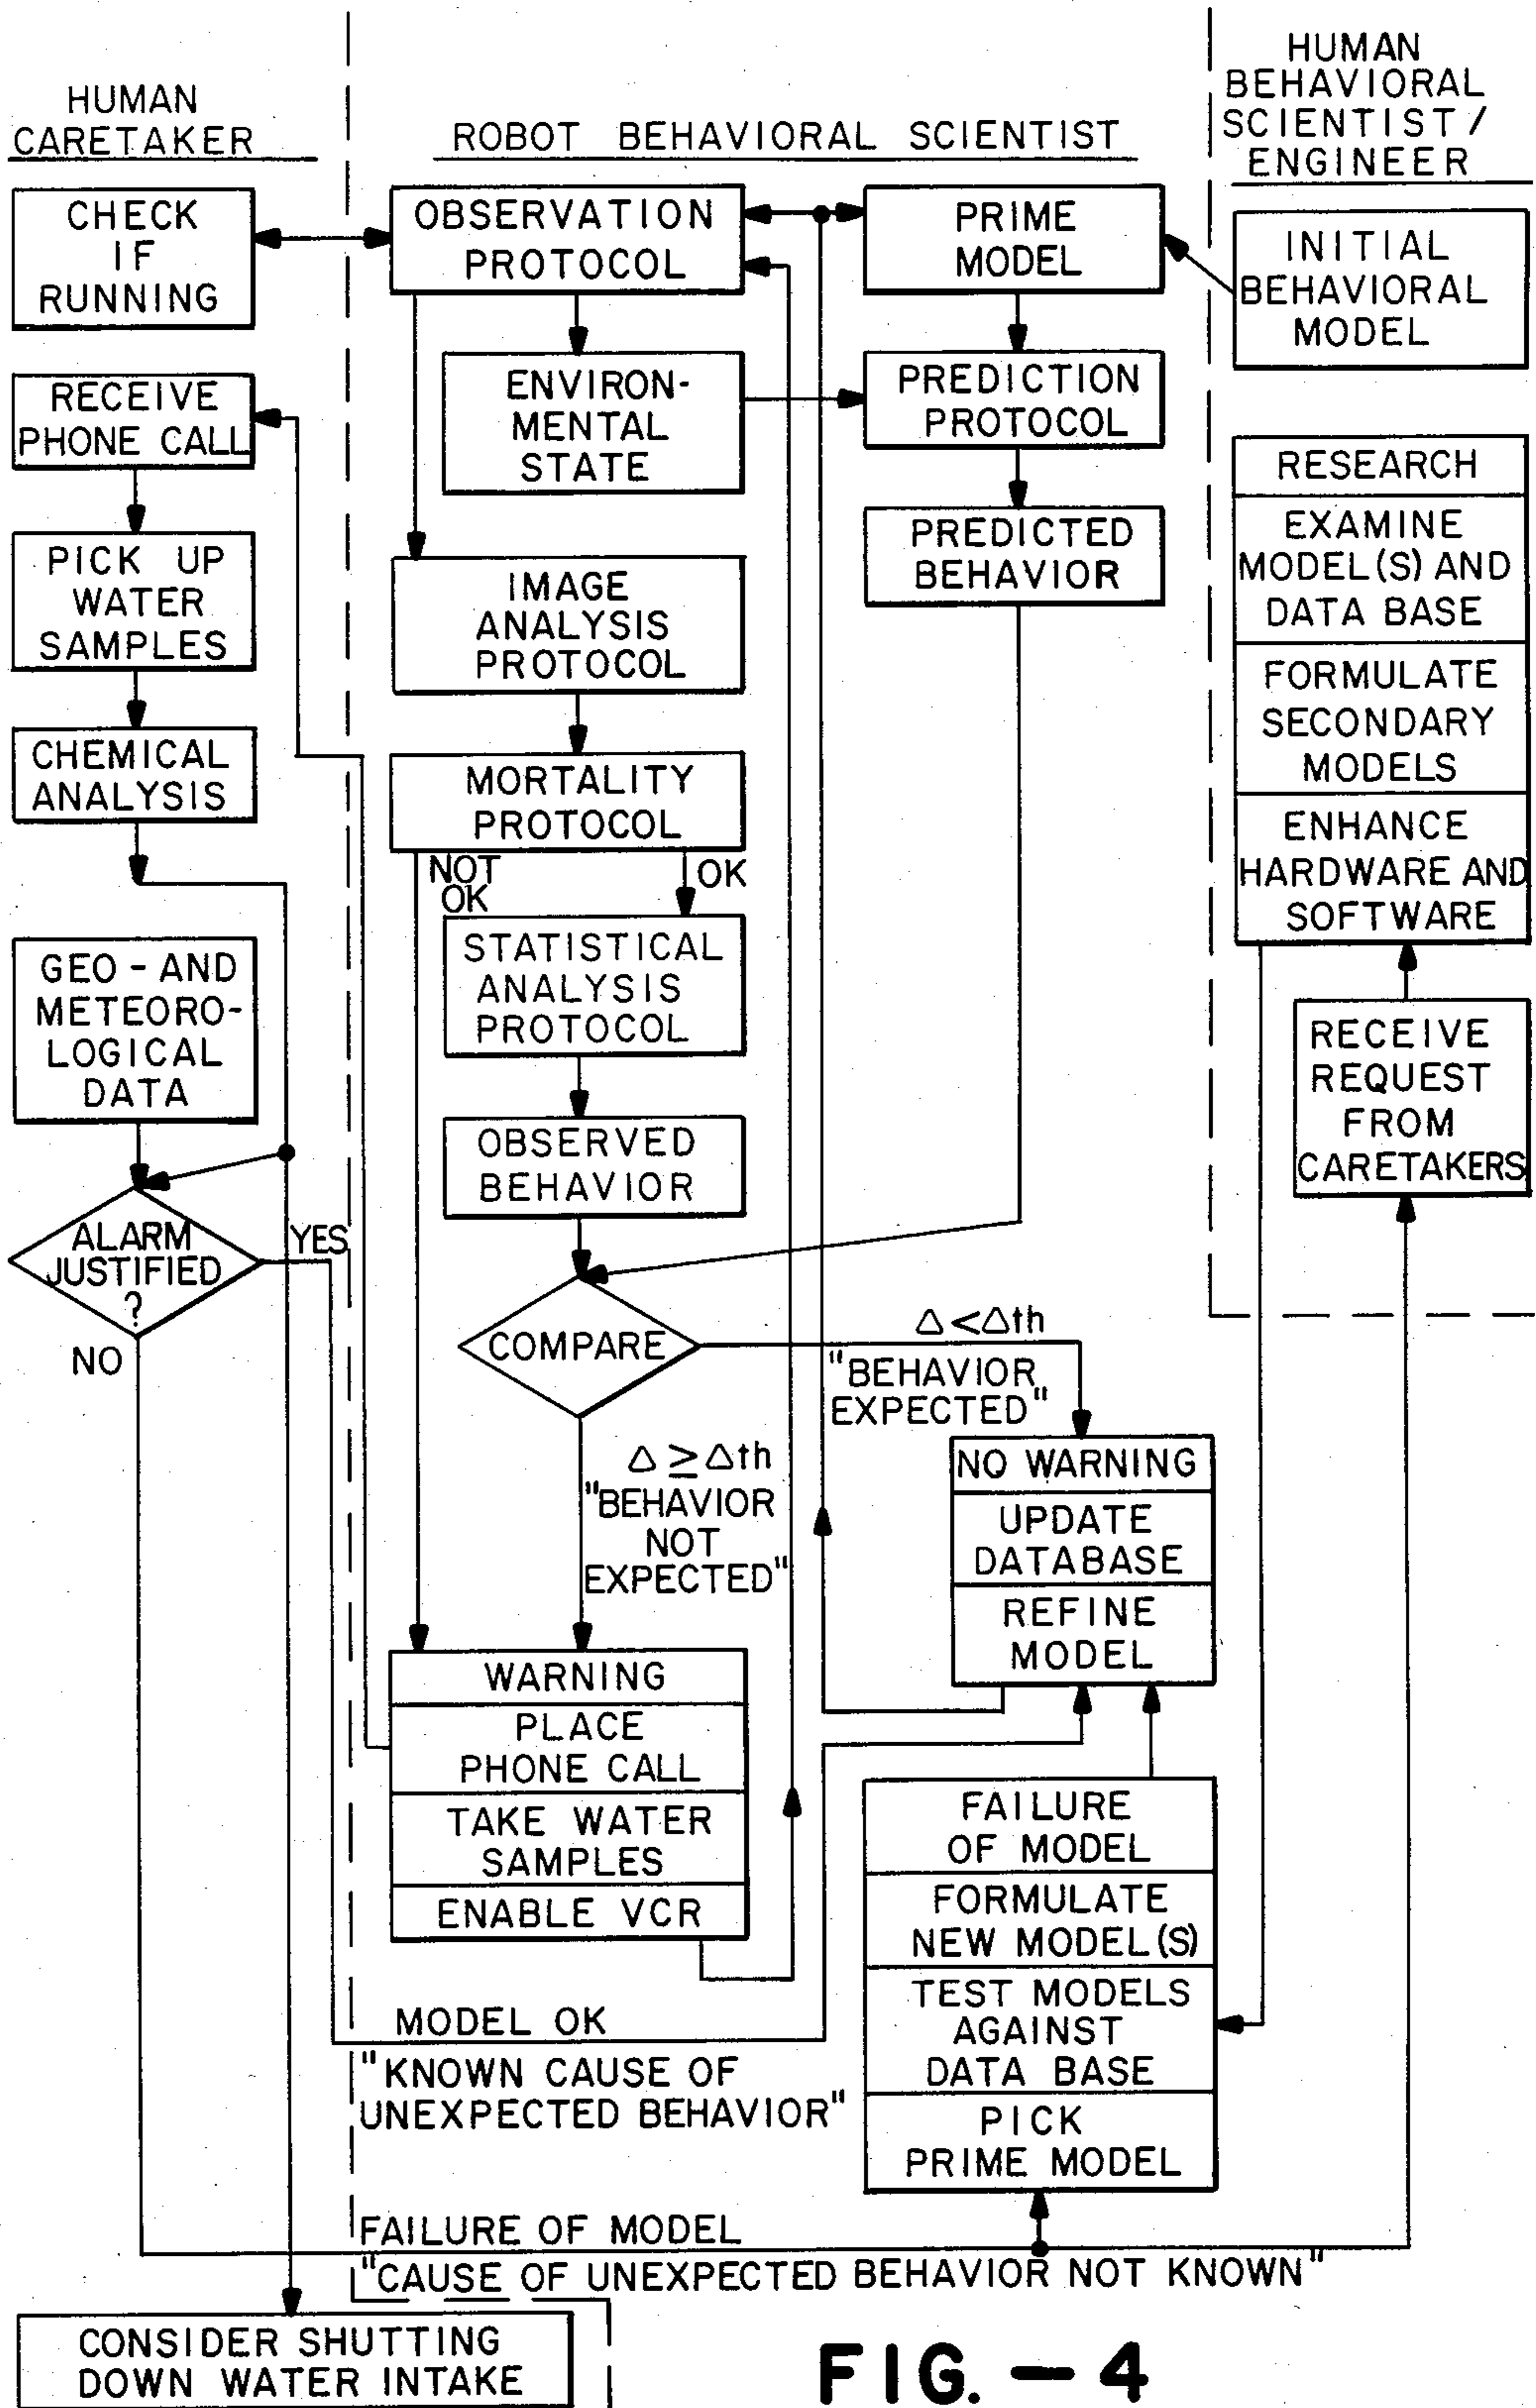 HUMAN
CARETAKER
CHECK
IF
RUNNING
RECEIVE
PHONE CALL
PICK UP
WATER
SAMPLES
CHEMICAL
ANALYSIS
GEO - AND
METEORO-
LOGICAL
DATA
ALARM
JUSTIFIED
?
YES
NO
CONSIDER SHUTTING
DOWN WATER INTAKE
ROBOT BEHAVIORAL SCIENTIST
OBSERVATION
PROTOCOL
ENVIRON-
MENTAL
STATE
IMAGE
ANALYSIS
PROTOCOL
MORTALITY
PROTOCOL
NOT
OK
OK
STATISTICAL
ANALYSIS
PROTOCOL
OBSERVED
BEHAVIOR
COMPARE
△ ≥ △th
"BEHAVIOR
NOT
EXPECTED"
WARNING
PLACE
PHONE CALL
TAKE WATER
SAMPLES
ENABLE VCR
PRIME
MODEL
PREDICTION
PROTOCOL
PREDICTED
BEHAVIOR
△ < △th
"BEHAVIOR
EXPECTED"
NO WARNING
UPDATE
DATABASE
REFINE
MODEL
FAILURE
OF MODEL
FORMULATE
NEW MODEL(S)
TEST MODELS
AGAINST
DATA BASE
PICK
PRIME MODEL
MODEL OK
"KNOWN CAUSE OF
UNEXPECTED BEHAVIOR"
FAILURE OF MODEL
"CAUSE OF UNEXPECTED BEHAVIOR NOT KNOWN"
HUMAN
BEHAVIORAL
SCIENTIST /
ENGINEER
INITIAL
BEHAVIORAL
MODEL
RESEARCH
EXAMINE
MODEL(S) AND
DATA BASE
FORMULATE
SECONDARY
MODELS
ENHANCE
HARDWARE AND
SOFTWARE
RECEIVE
REQUEST
FROM
CARETAKERS
FIG. - 4